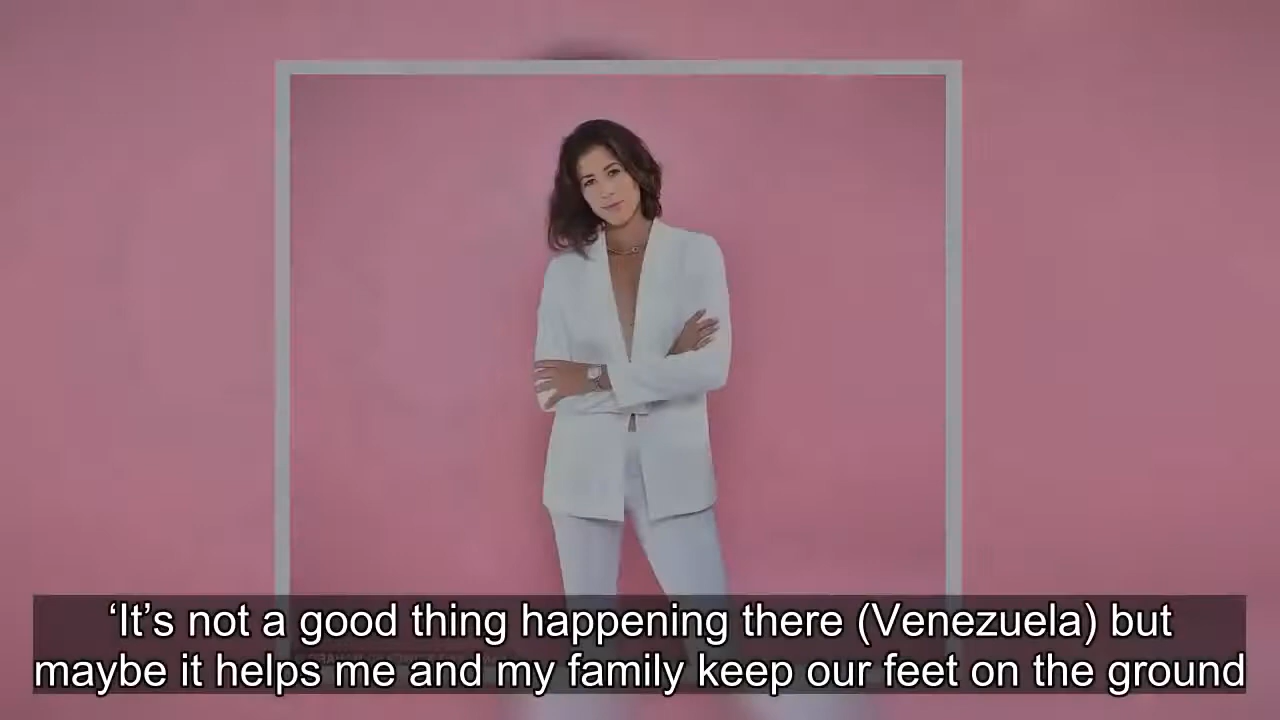 ‘It’s not a good thing happening there (Venezuela) but
maybe it helps me and my family keep our feet on the ground